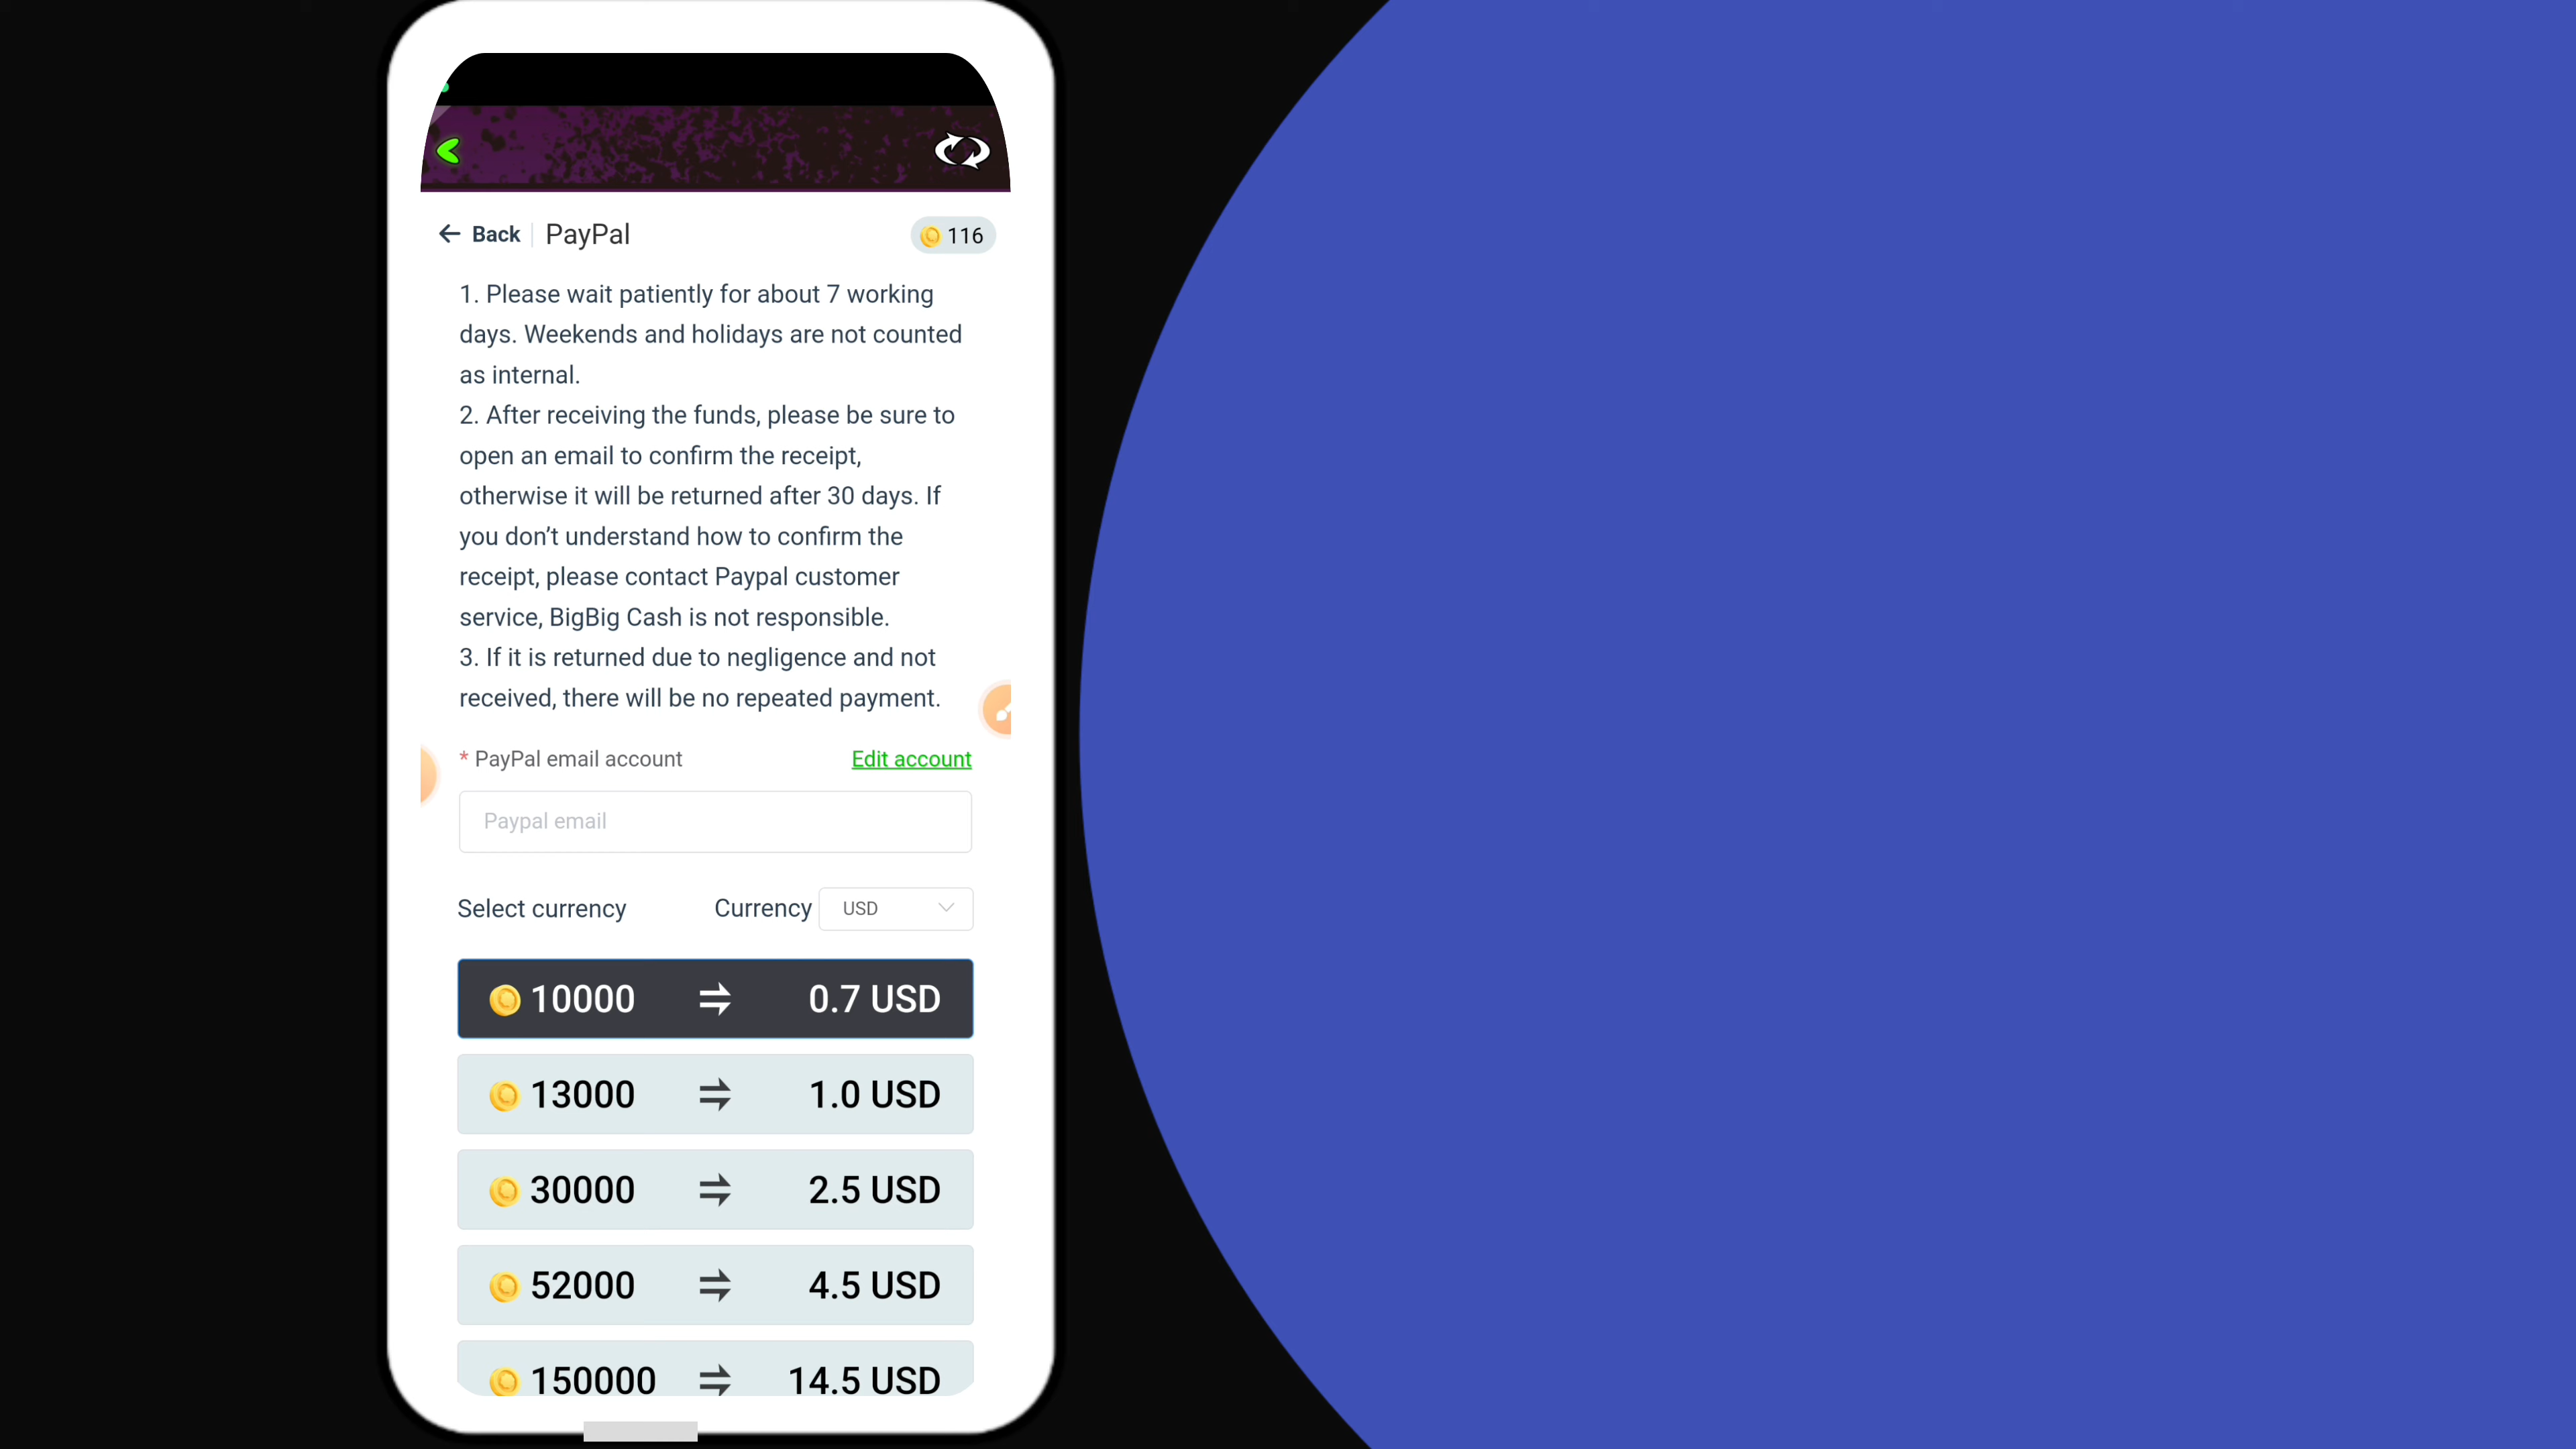 Back PayPal 116
1. Please wait patiently for about 7 working
days. Weekends and holidays are not counted
as internal.
2. After receiving the funds, please be sure to
open an email to confirm the receipt,
otherwise it will be returned after 30 days. If
you don’t understand how to confirm the
receipt, please contact Paypal customer
service, BigBig Cash is not responsible.
3. If it is returned due to negligence and not
received, there will be no repeated payment.
* PayPal email account Edit account
Paypal email
Select currency Currency USD
10000 0.7 USD
13000 1.0 USD
30000 2.5 USD
52000 4.5 USD
150000 14.5 USD